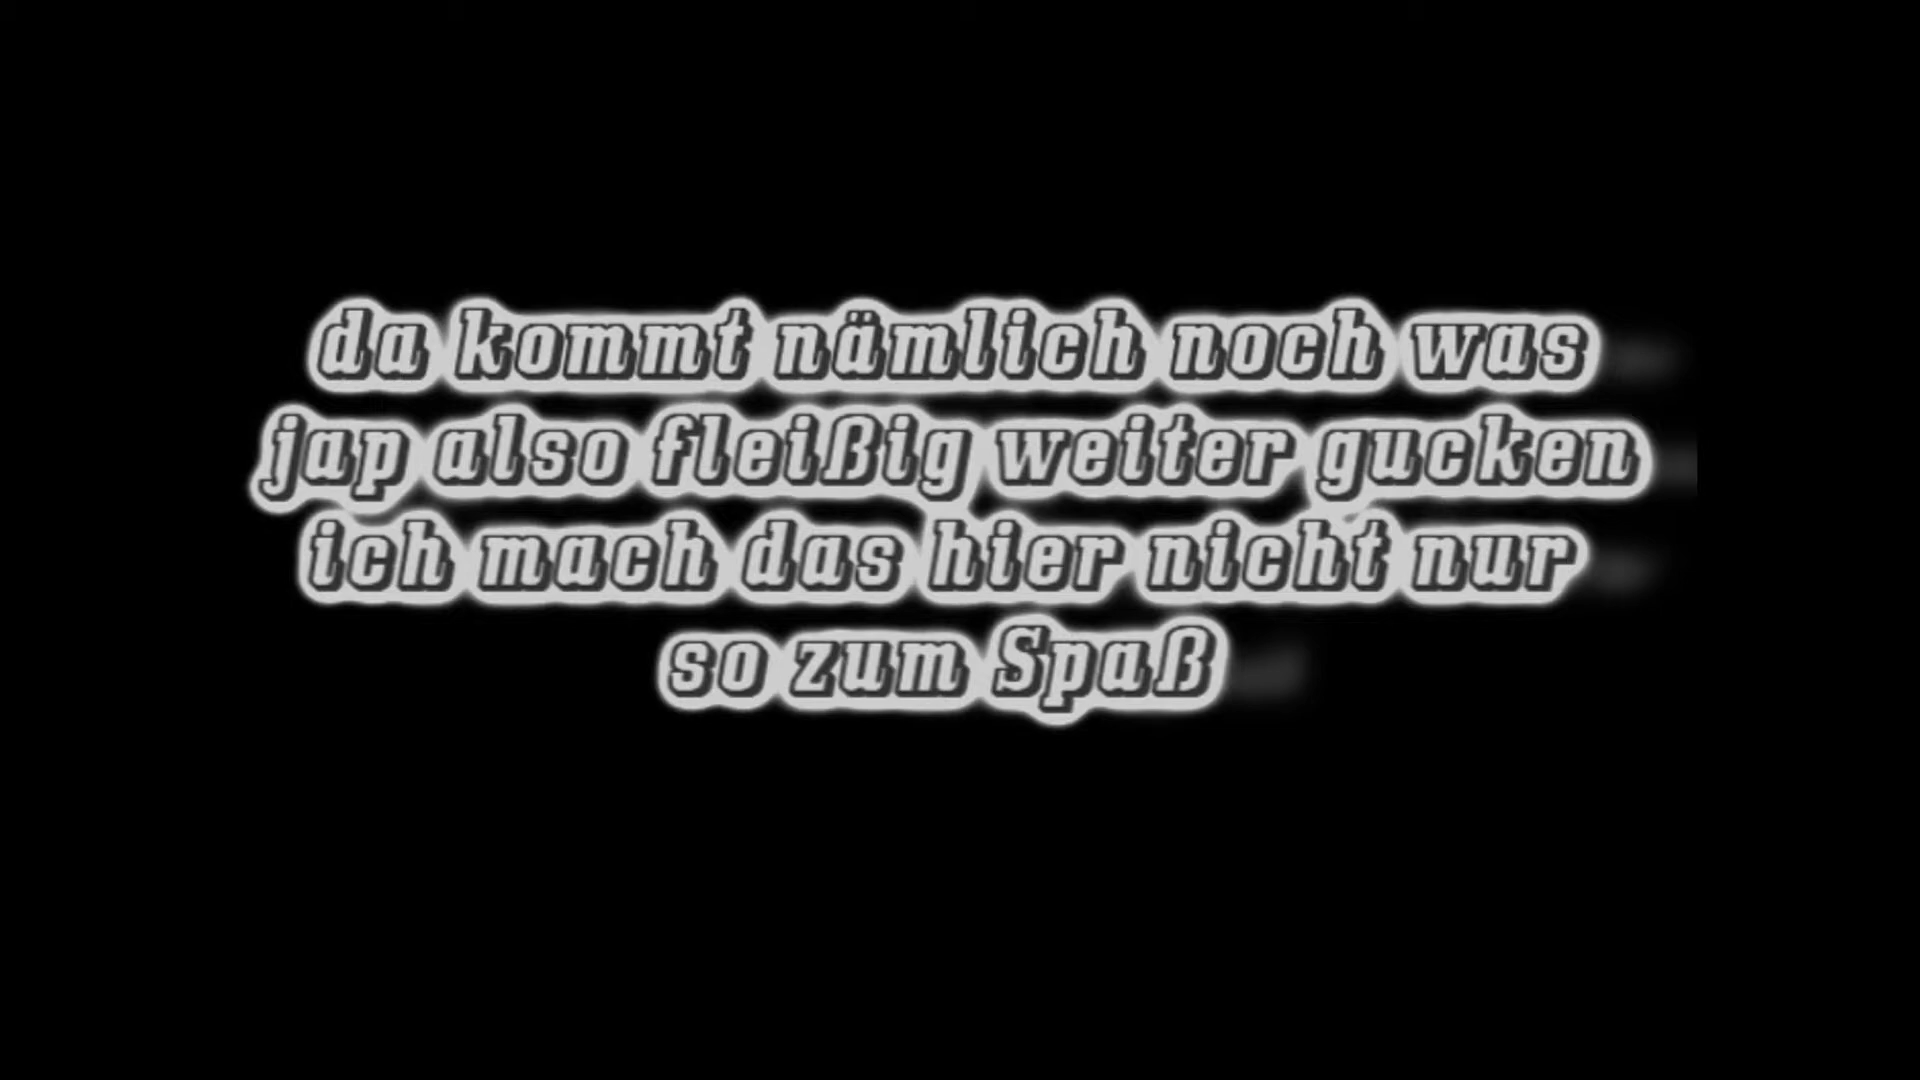 da kommt nämlich noch was
jap also fleißig weiter gucken
ich mach das hier nicht nur
so zum Spaß